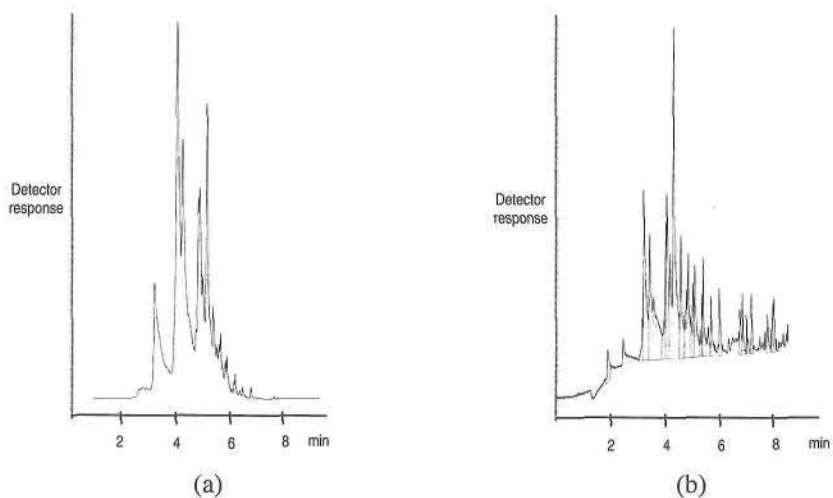 Detector
response
2 4 6 8 min
(a)
Detector
response
2 4 6 8 min
(b)